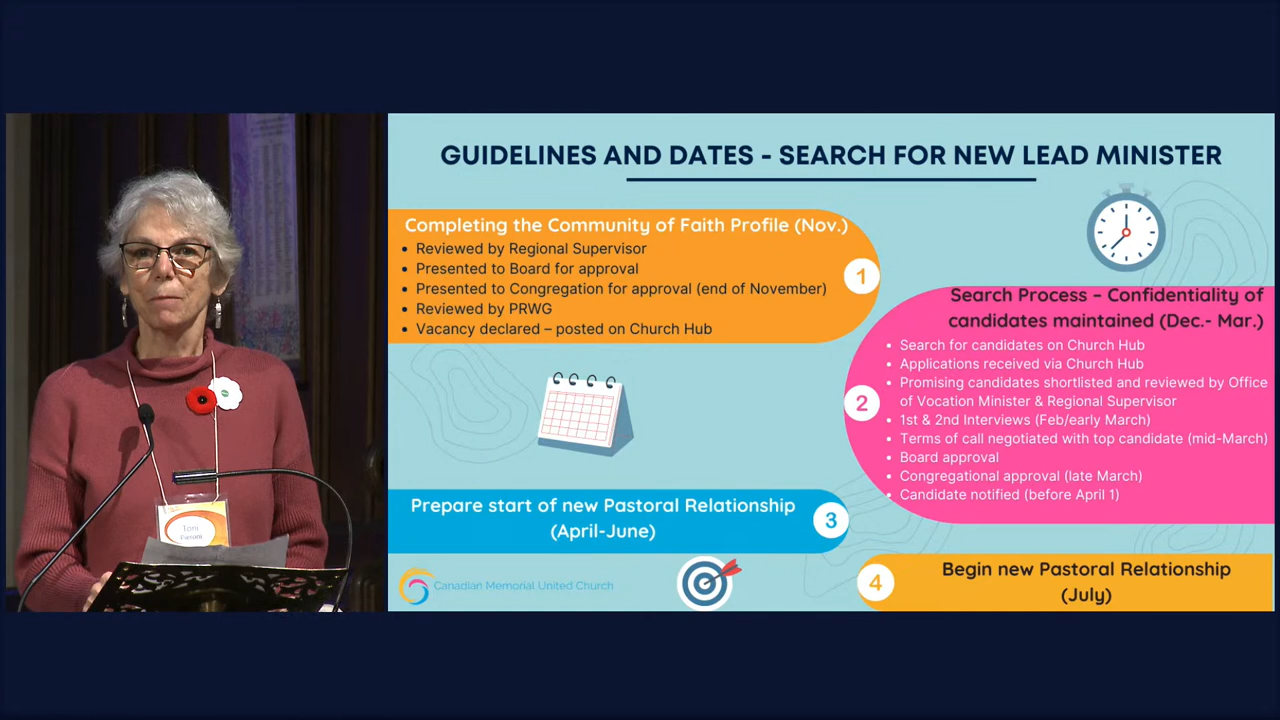 GUIDELINES AND DATES - SEARCH FOR NEW LEAD MINISTER
Completing the Community of Faith Profile (Nov.)
• Reviewed by Regional Supervisor
• Presented to Board for approval
• Presented to Congregation for approval (end of November)
• Reviewed by PRWG
• Vacancy declared – posted on Church Hub
1
Search Process – Confidentiality of
candidates maintained (Dec.- Mar.)
• Search for candidates on Church Hub
• Applications received via Church Hub
• Promising candidates shortlisted and reviewed by Office
of Vocation Minister & Regional Supervisor
• 1st & 2nd Interviews (Feb/early March)
• Terms of call negotiated with top candidate (mid-March)
• Board approval
• Congregational approval (late March)
• Candidate notified (before April 1)
2
Prepare start of new Pastoral Relationship
(April-June)
3
Begin new Pastoral Relationship
(July)
4
Canadian Memorial United Church
Toni